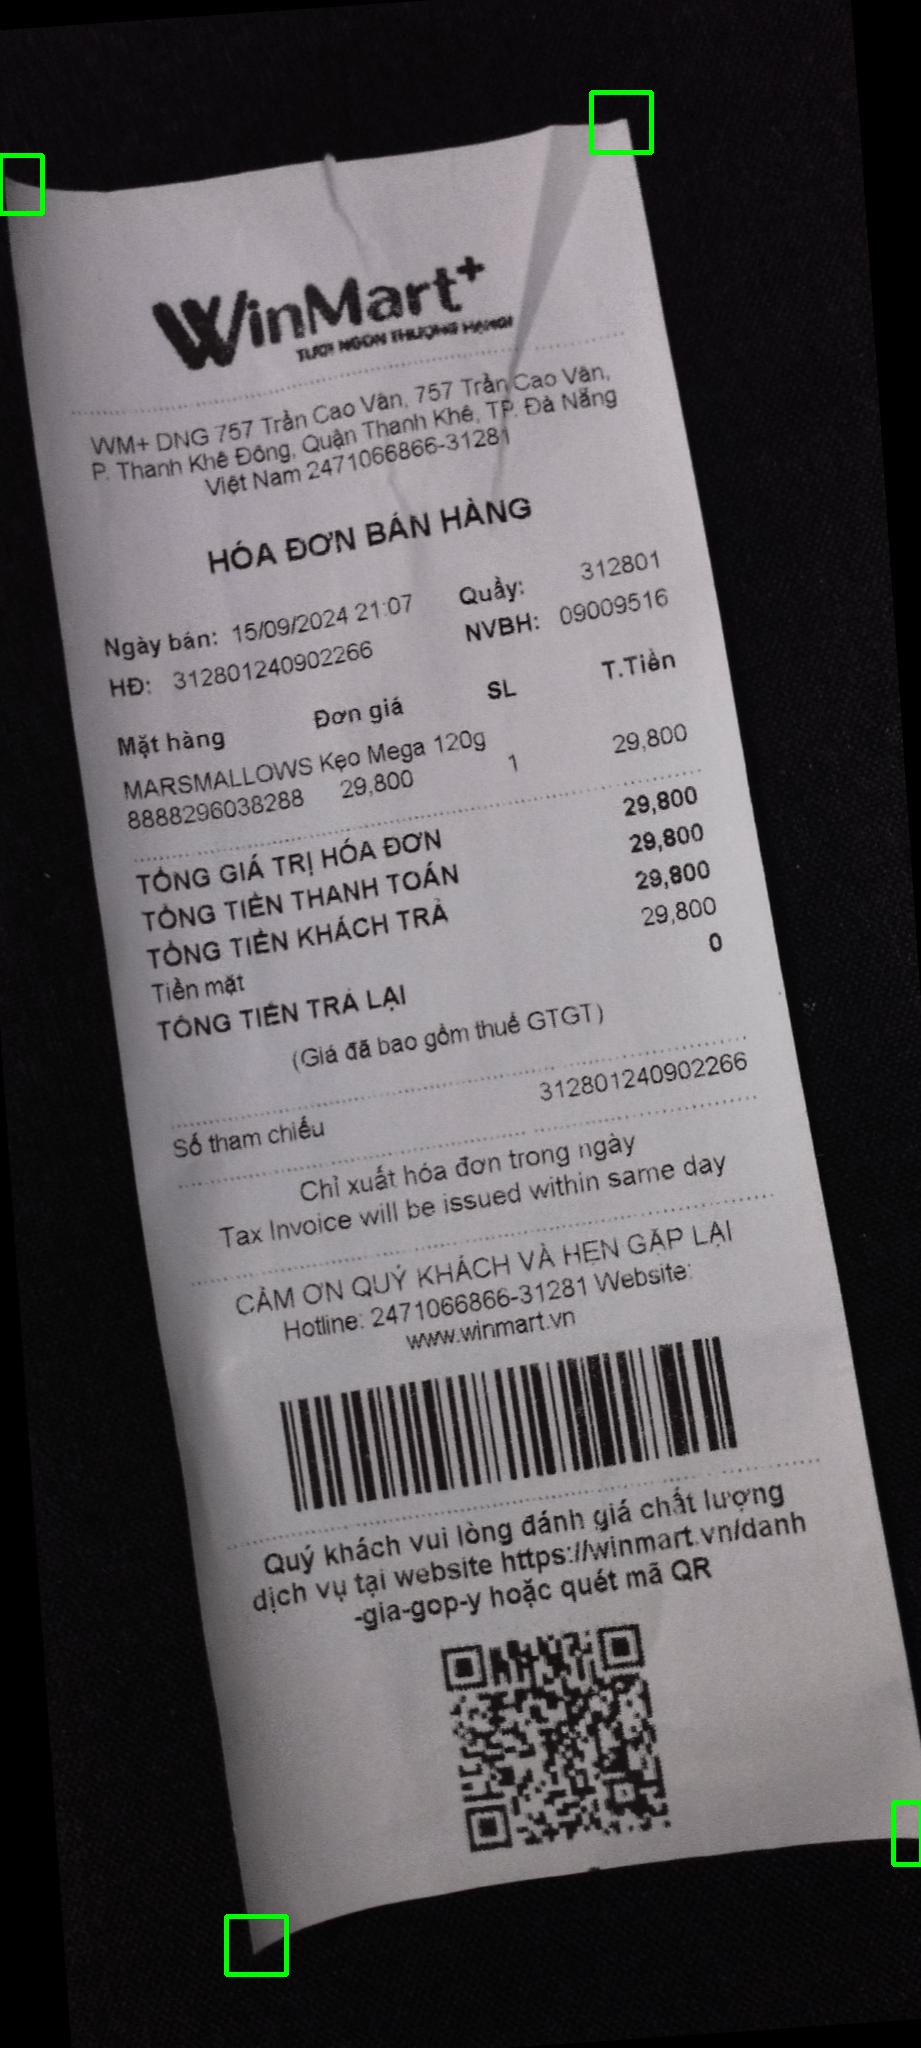 WinMart+
TƯƠI NGON THƯỢNG HẠNG!
WM+ DNG 757 Trần Cao Vân, 757 Trần Cao Vân,
P. Thanh Khê Đông, Quận Thanh Khê, TP. Đà Nẵng
Việt Nam 2471066866-31281
HÓA ĐƠN BÁN HÀNG
Ngày bán: 15/09/2024 21:07 Quầy: 312801
HĐ: 312801240902266 NVBH: 09009516
Mặt hàng Đơn giá SL T.Tiền
MARSMALLOWS Kẹo Mega 120g
8888296038288 29,800 1 29,800
TỔNG GIÁ TRỊ HÓA ĐƠN 29,800
TỔNG TIỀN THANH TOÁN 29,800
TỔNG TIỀN KHÁCH TRẢ 29,800
Tiền mặt 29,800
TỔNG TIỀN TRẢ LẠI 0
(Giá đã bao gồm thuế GTGT)
Số tham chiếu 312801240902266
Chỉ xuất hóa đơn trong ngày
Tax Invoice will be issued within same day
CẢM ƠN QUÝ KHÁCH VÀ HẸN GẶP LẠI
Hotline: 2471066866-31281 Website:
www.winmart.vn
Quý khách vui lòng đánh giá chất lượng
dịch vụ tại website https://winmart.vn/danh
-gia-gop-y hoặc quét mã QR